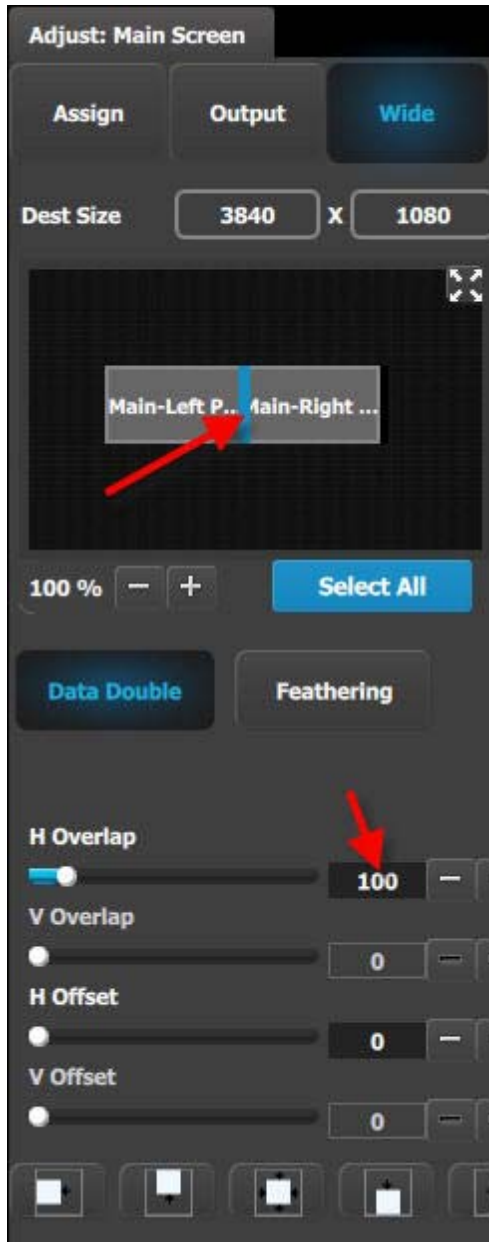 Adjust: Main Screen
Assign Output Wide
Dest Size 3840 X 1080
Main-Left P... Main-Right ...
100 % − + Select All
Data Double Feathering
H Overlap
100 −
V Overlap
0 −
H Offset
0 −
V Offset
0 −